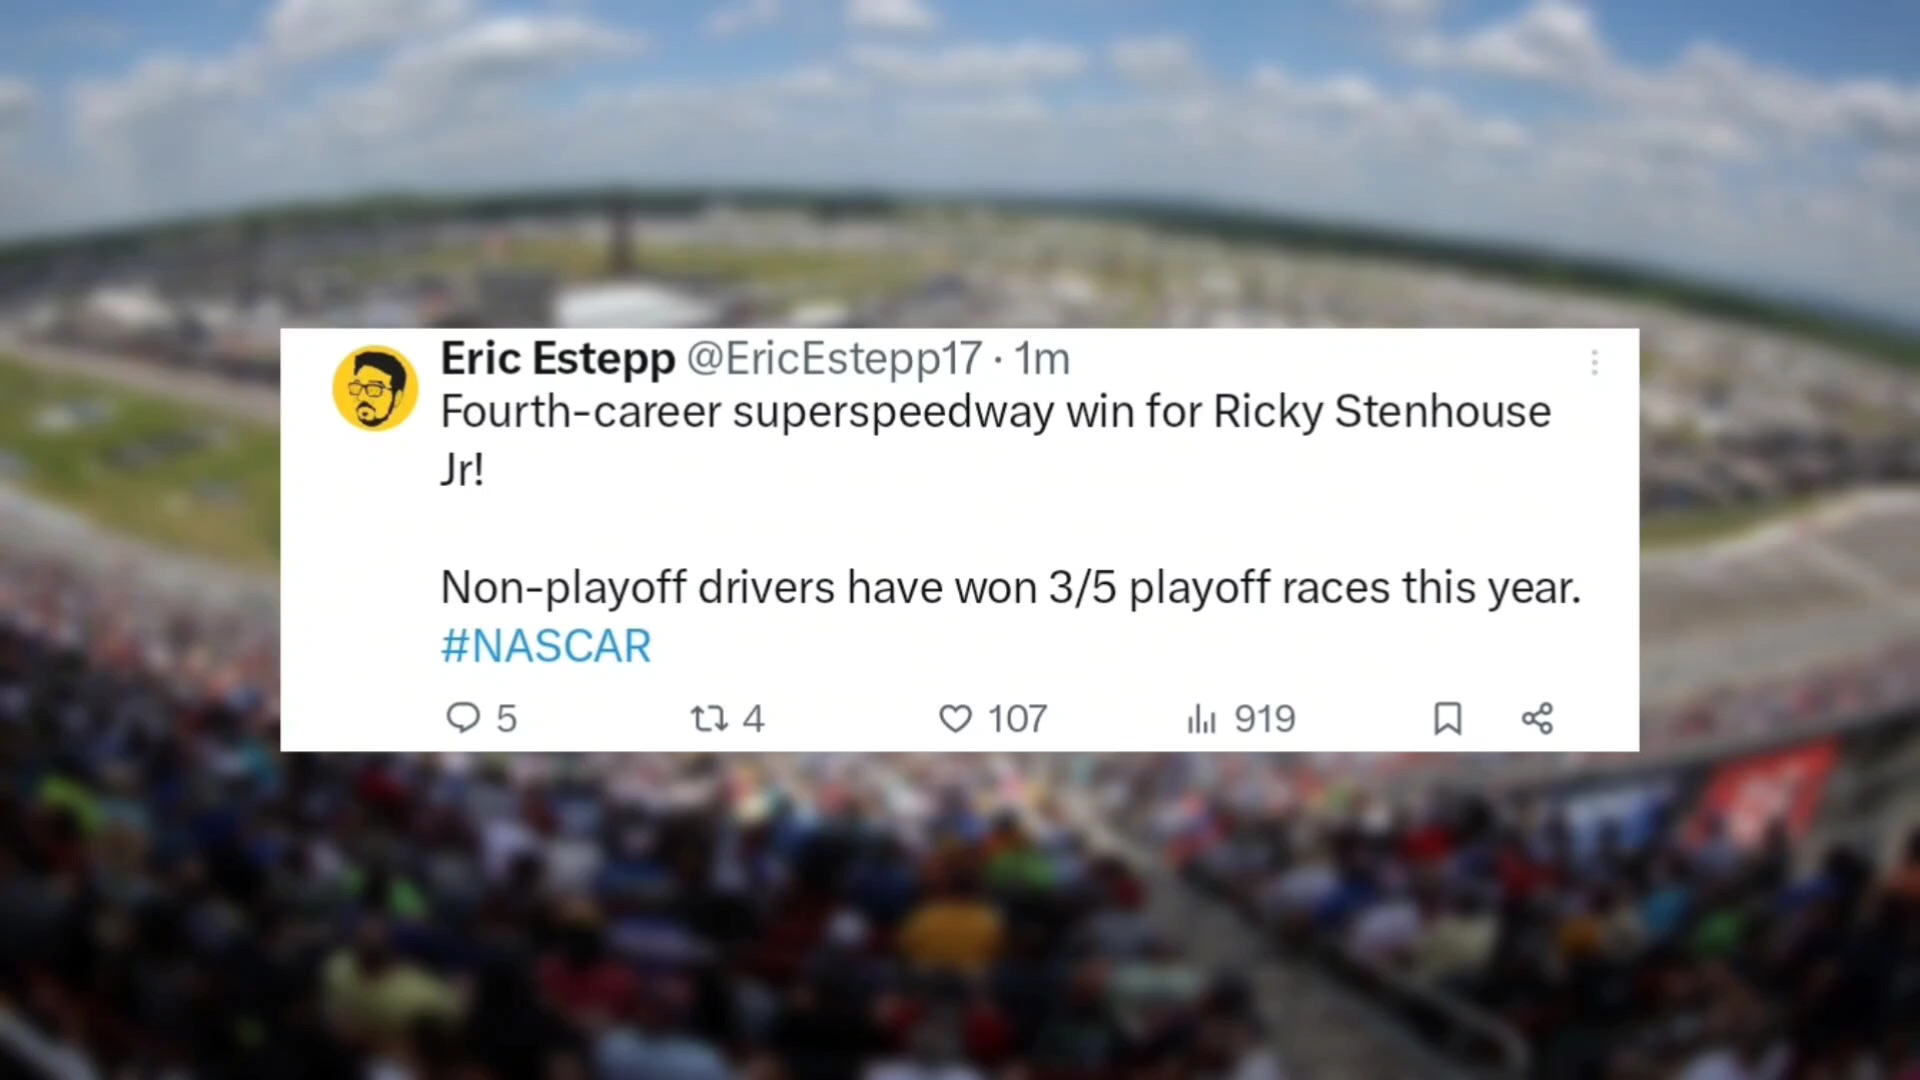 Eric Estepp @EricEstepp17 · 1m
Fourth-career superspeedway win for Ricky Stenhouse
Jr!
Non-playoff drivers have won 3/5 playoff races this year.
#NASCAR
5 4 107 919